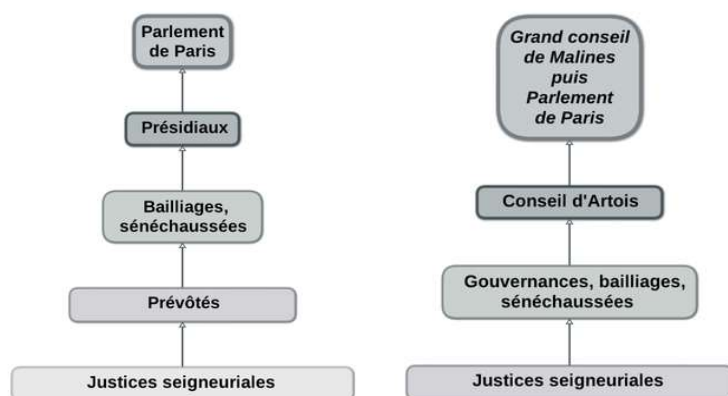 Parlement
de Paris
Présidiaux
Bailliages,
sénéchaussées
Prévôtés
Justices seigneuriales
Grand conseil
de Malines
puis
Parlement
de Paris
Conseil d'Artois
Gouvernances, bailliages,
sénéchaussées
Justices seigneuriales